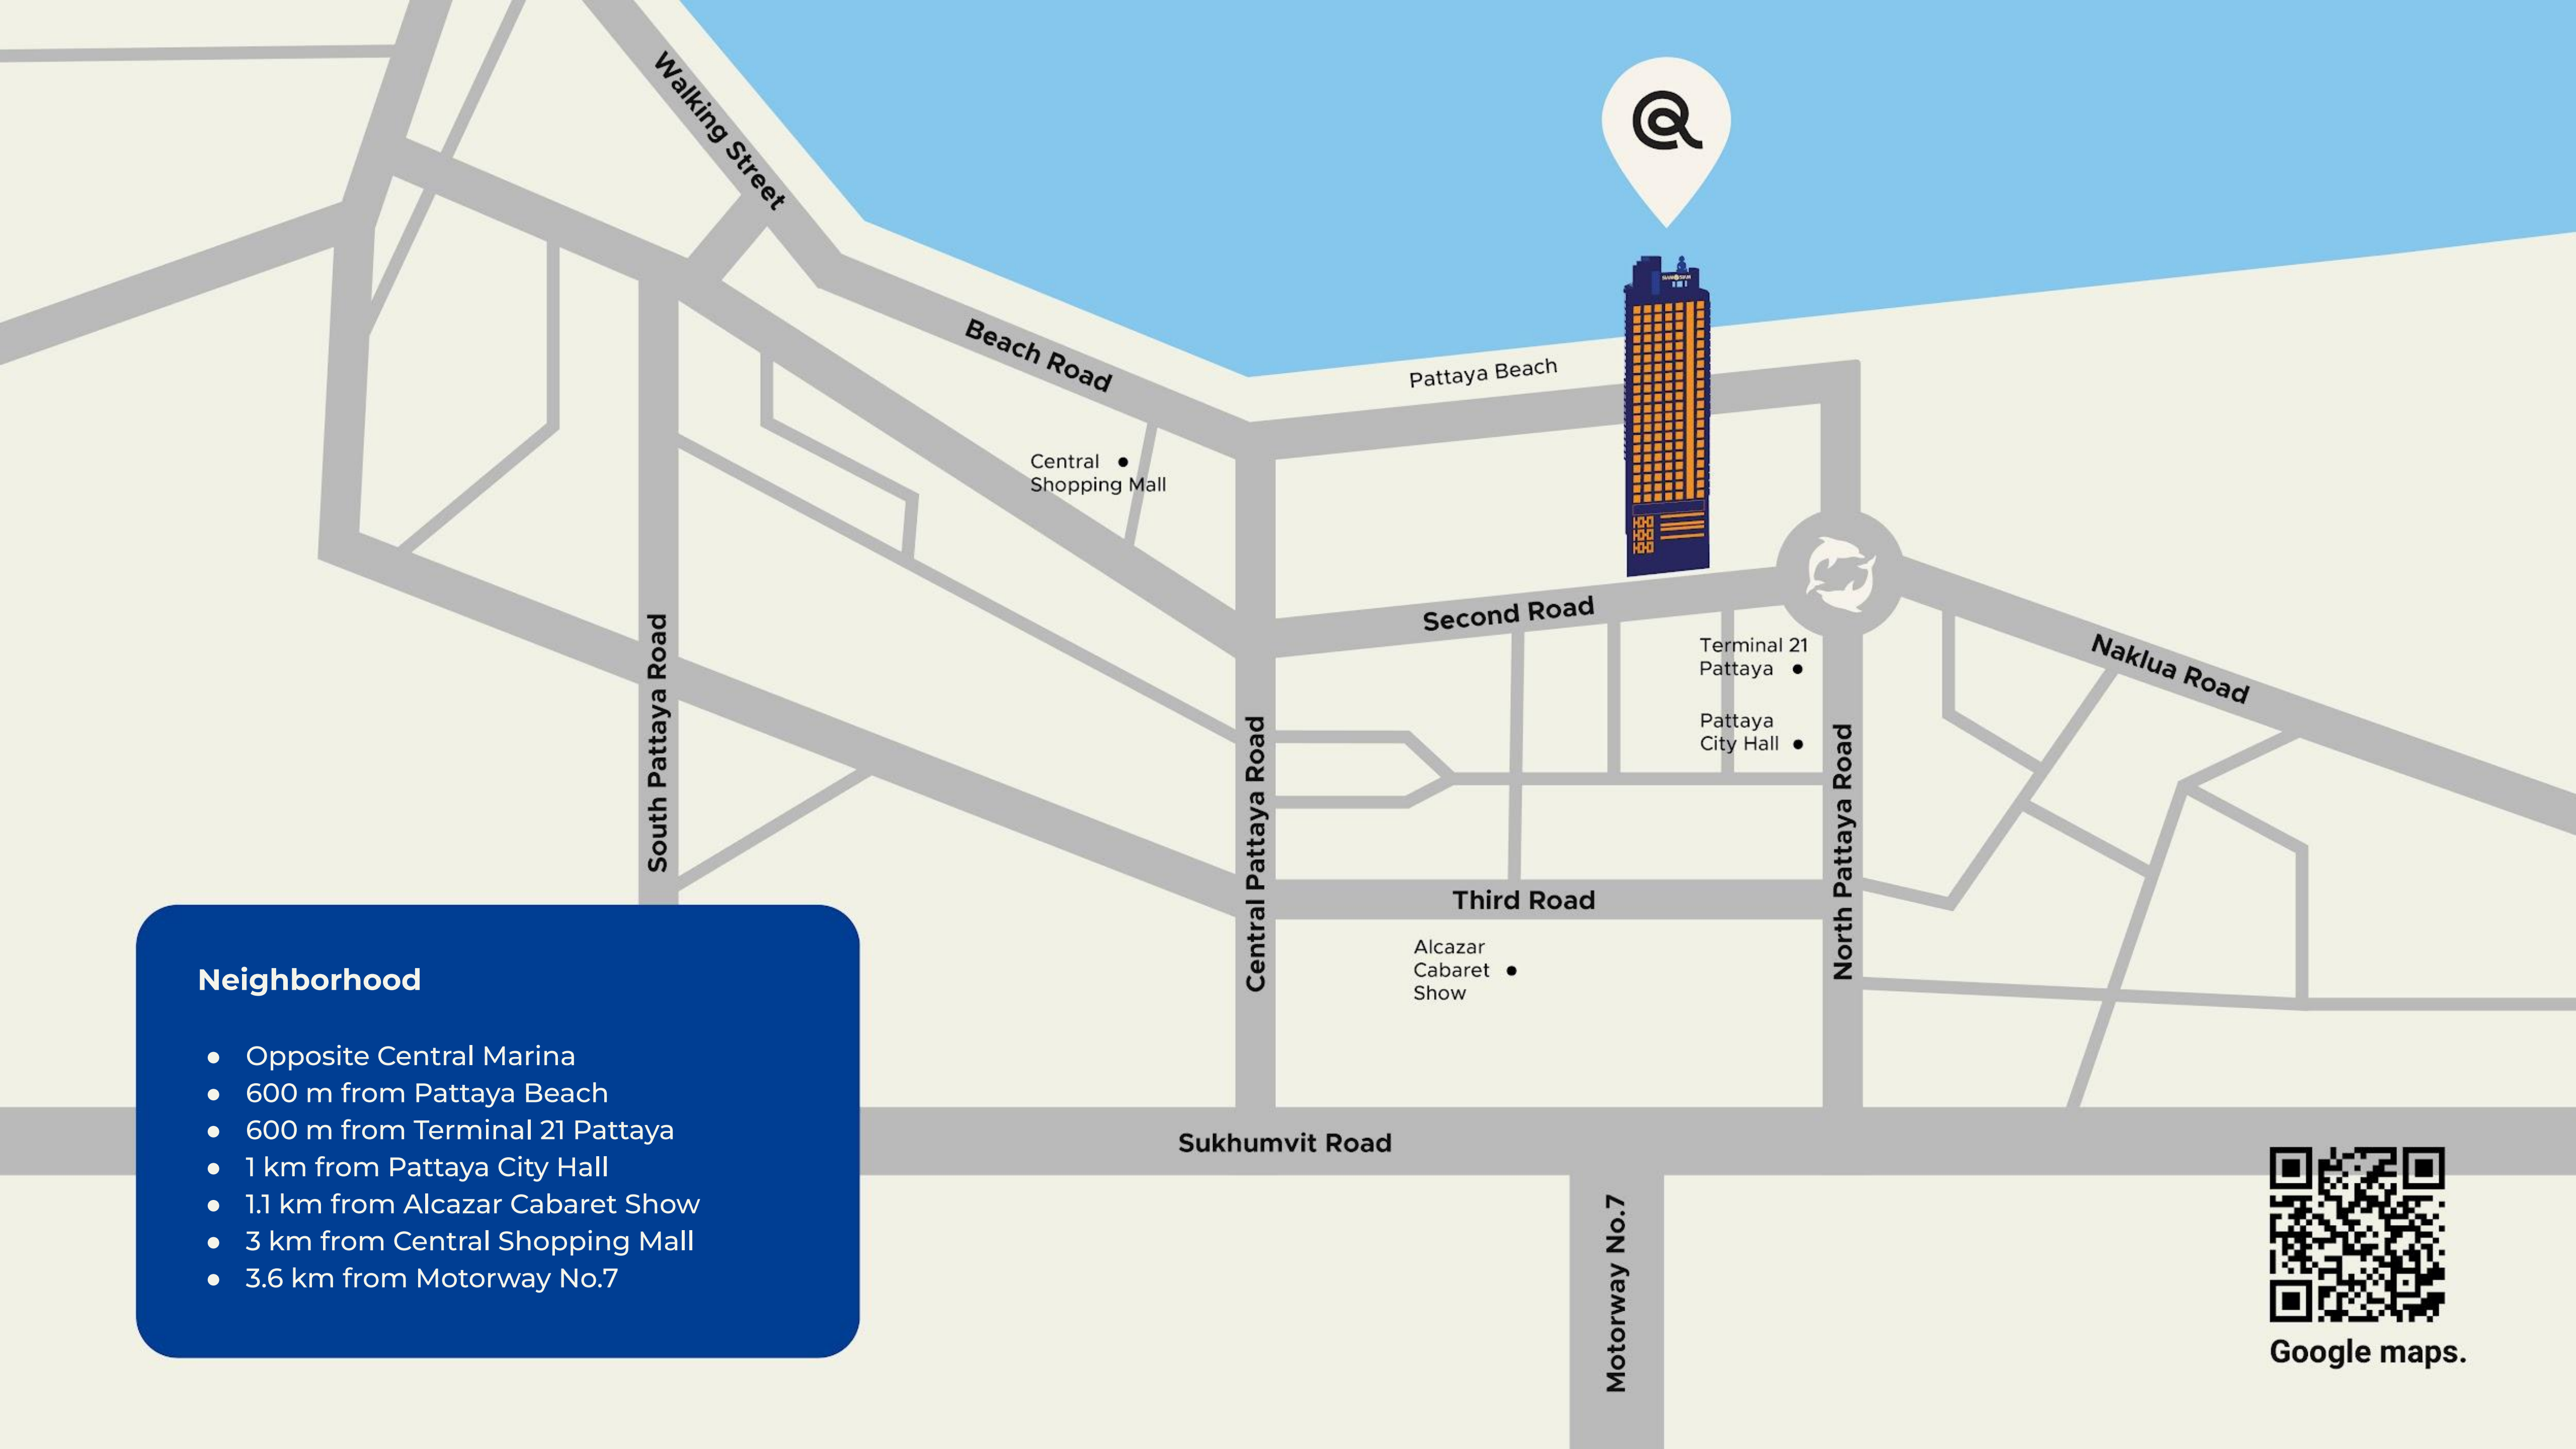 Walking Street
Beach Road
Pattaya Beach
Central
Shopping Mall
Second Road
Terminal 21
Pattaya
Pattaya
City Hall
Naklua Road
South Pattaya Road
Central Pattaya Road
North Pattaya Road
Third Road
Alcazar
Cabaret
Show
Sukhumvit Road
Motorway No.7
Neighborhood
● Opposite Central Marina
● 600 m from Pattaya Beach
● 600 m from Terminal 21 Pattaya
● 1 km from Pattaya City Hall
● 1.1 km from Alcazar Cabaret Show
● 3 km from Central Shopping Mall
● 3.6 km from Motorway No.7
Google maps.